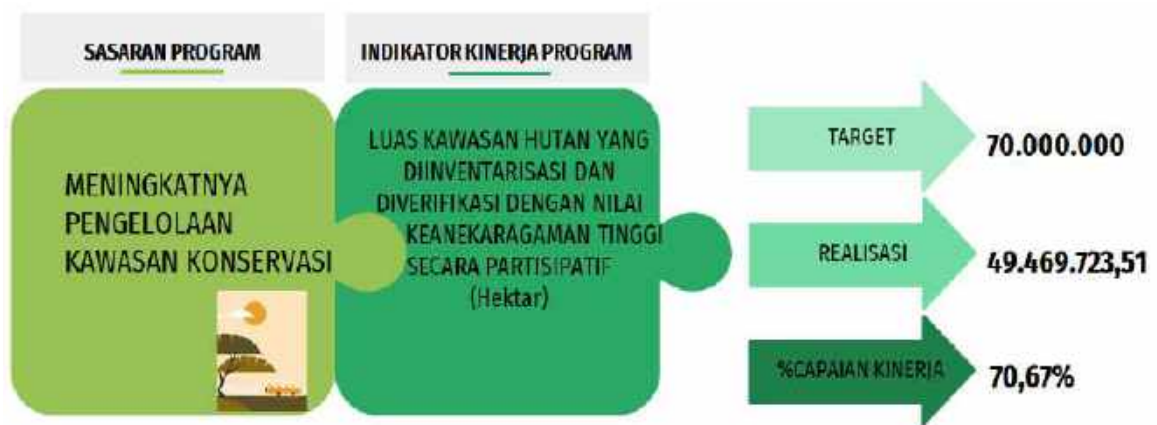 SASARAN PROGRAM
INDIKATOR KINERJA PROGRAM
MENINGKATNYA
PENGELOLAAN
KAWASAN KONSERVASI
LUAS KAWASAN HUTAN YANG
DIINVENTARISASI DAN
DIVERIFIKASI DENGAN NILAI
KEANEKARAGAMAN TINGGI
SECARA PARTISIPATIF
(Hektar)
TARGET
70.000.000
REALISASI
49.469.723,51
%CAPAIAN KINERJA
70,67%